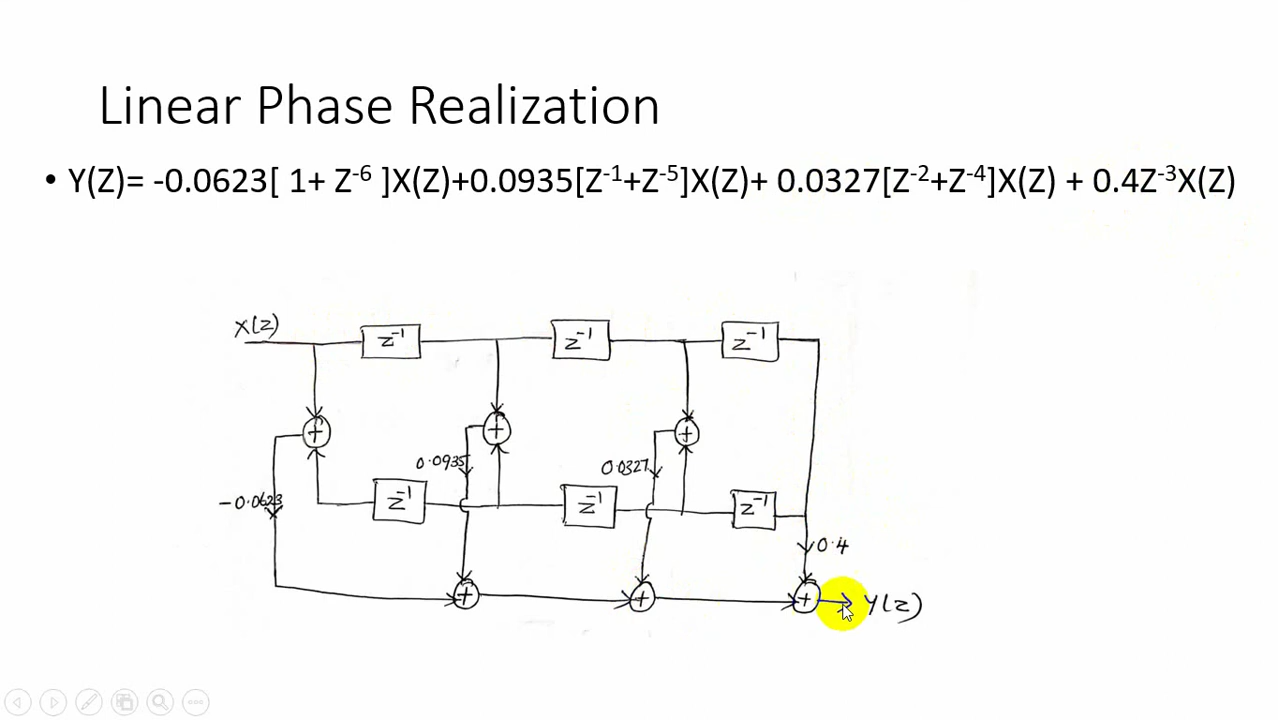 Linear Phase Realization
• Y(Z)= -0.0623[ 1+ Z⁻⁶ ]X(Z)+0.0935[Z⁻¹+Z⁻⁵]X(Z)+ 0.0327[Z⁻²+Z⁻⁴]X(Z) + 0.4Z⁻³X(Z)
X(z)
z⁻¹ z⁻¹ z⁻¹
+ + +
0.0935 0.0327
-0.0623 z⁻¹ z⁻¹ z⁻¹
0.4
+ + + Y(z)